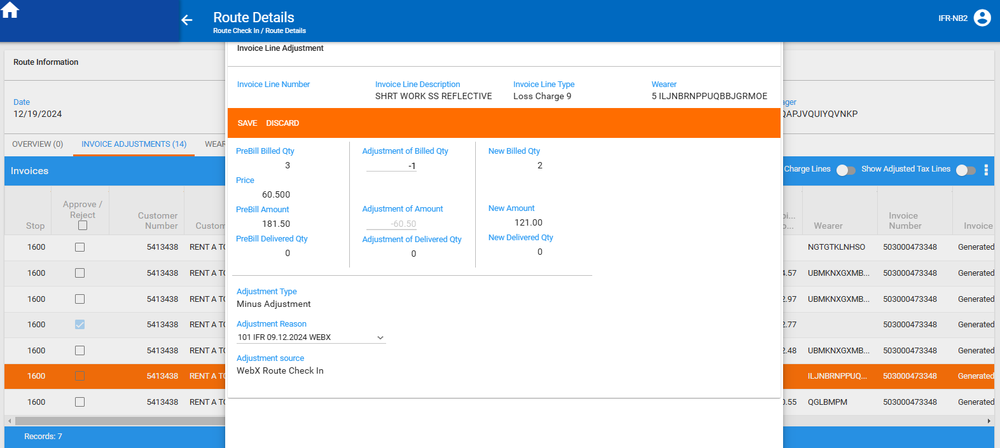 Route Details
Route Check In / Route Details
IFR-NB2
Route Information
Date
12/19/2024
OVERVIEW (0) INVOICE ADJUSTMENTS (14) WEAR
Invoices
Charge Lines Show Adjusted Tax Lines
Invoice Line Adjustment
Invoice Line Number
Invoice Line Description
SHRT WORK SS REFLECTIVE
Invoice Line Type
Loss Charge 9
Wearer
5 ILJNBRNPPUQBBJGRMOE
ager
QAPJVQUIYQVNKP
SAVE DISCARD
PreBill Billed Qty
3
Price
60.500
PreBill Amount
181.50
PreBill Delivered Qty
0
Adjustment of Billed Qty
-1
Adjustment of Amount
-60.50
Adjustment of Delivered Qty
0
New Billed Qty
2
New Amount
121.00
New Delivered Qty
0
Adjustment Type
Minus Adjustment
Adjustment Reason
101 IFR 09.12.2024 WEBX
Adjustment source
WebX Route Check In
Stop
Approve /
Reject
Customer
Number
Custom
Wearer
Invoice
Number
Invoice
1600 5413438 RENT A TO NGTGTKLNHSO 503000473348 Generated
1600 5413438 RENT A TO 4.57 UBMKNXGXMB... 503000473348 Generated
1600 5413438 RENT A TO 2.97 UBMKNXGXMB... 503000473348 Generated
1600 5413438 RENT A TO 2.77 503000473348 Generated
1600 5413438 RENT A TO 2.48 UBMKNXGXMB... 503000473348 Generated
1600 5413438 RENT A TO ILJNBRNPPUQ... 503000473348 Generated
1600 5413438 RENT A TO 0.55 QGLBMPM 503000473348 Generated
Records: 7